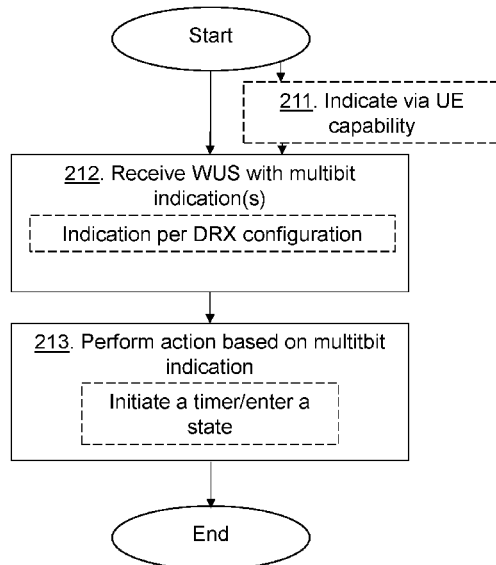 Start
211. Indicate via UE
capability
212. Receive WUS with multibit
indication(s)
Indication per DRX configuration
213. Perform action based on multitbit
indication
Initiate a timer/enter a
state
End